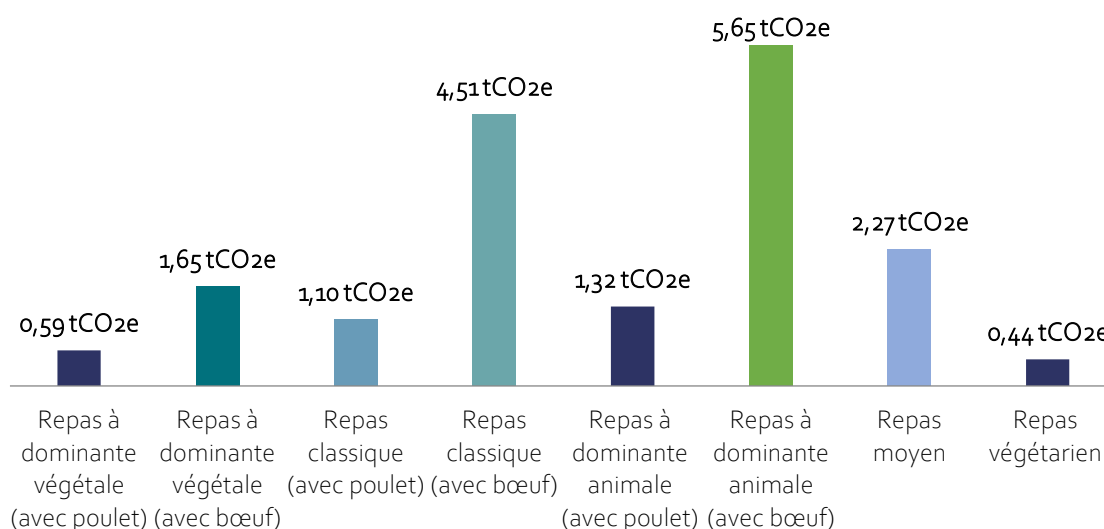 5,65 tCO2e
4,51 tCO2e
2,27 tCO2e
1,65 tCO2e
1,32 tCO2e
1,10 tCO2e
0,59 tCO2e
0,44 tCO2e
Repas à
dominante
végétale
(avec poulet)
Repas à
dominante
végétale
(avec bœuf)
Repas
classique
(avec poulet)
Repas
classique
(avec bœuf)
Repas à
dominante
animale
(avec poulet)
Repas à
dominante
animale
(avec bœuf)
Repas
moyen
Repas
végétarien